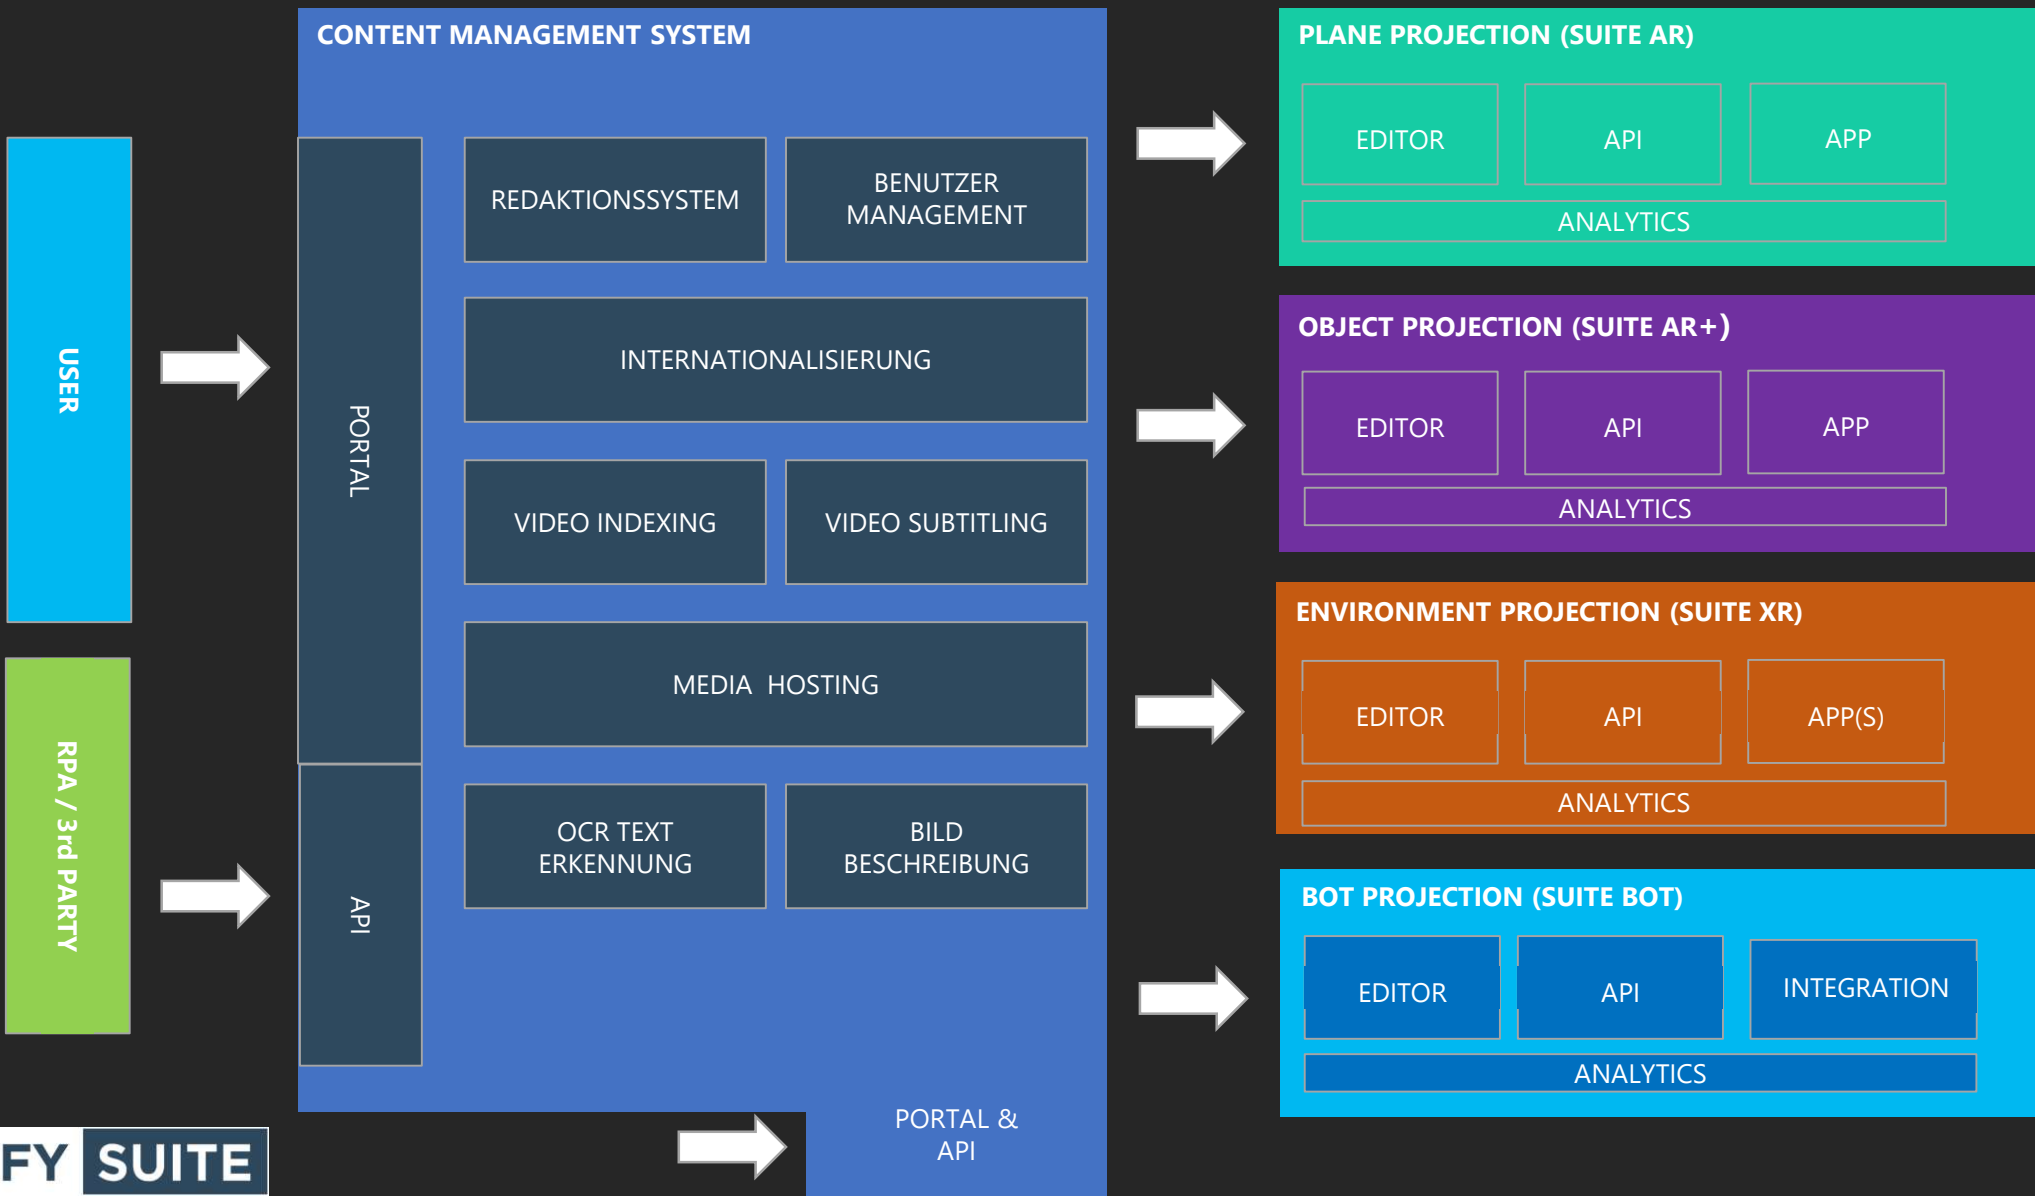 USER
RPA / 3rd PARTY
CONTENT MANAGEMENT SYSTEM
PORTAL
API
REDAKTIONSSYSTEM
BENUTZER
MANAGEMENT
INTERNATIONALISIERUNG
VIDEO INDEXING
VIDEO SUBTITLING
MEDIA HOSTING
OCR TEXT
ERKENNUNG
BILD
BESCHREIBUNG
PORTAL &
API
PLANE PROJECTION (SUITE AR)
EDITOR
API
APP
ANALYTICS
OBJECT PROJECTION (SUITE AR+)
EDITOR
API
APP
ANALYTICS
ENVIRONMENT PROJECTION (SUITE XR)
EDITOR
API
APP(S)
ANALYTICS
BOT PROJECTION (SUITE BOT)
EDITOR
API
INTEGRATION
ANALYTICS
FY SUITE